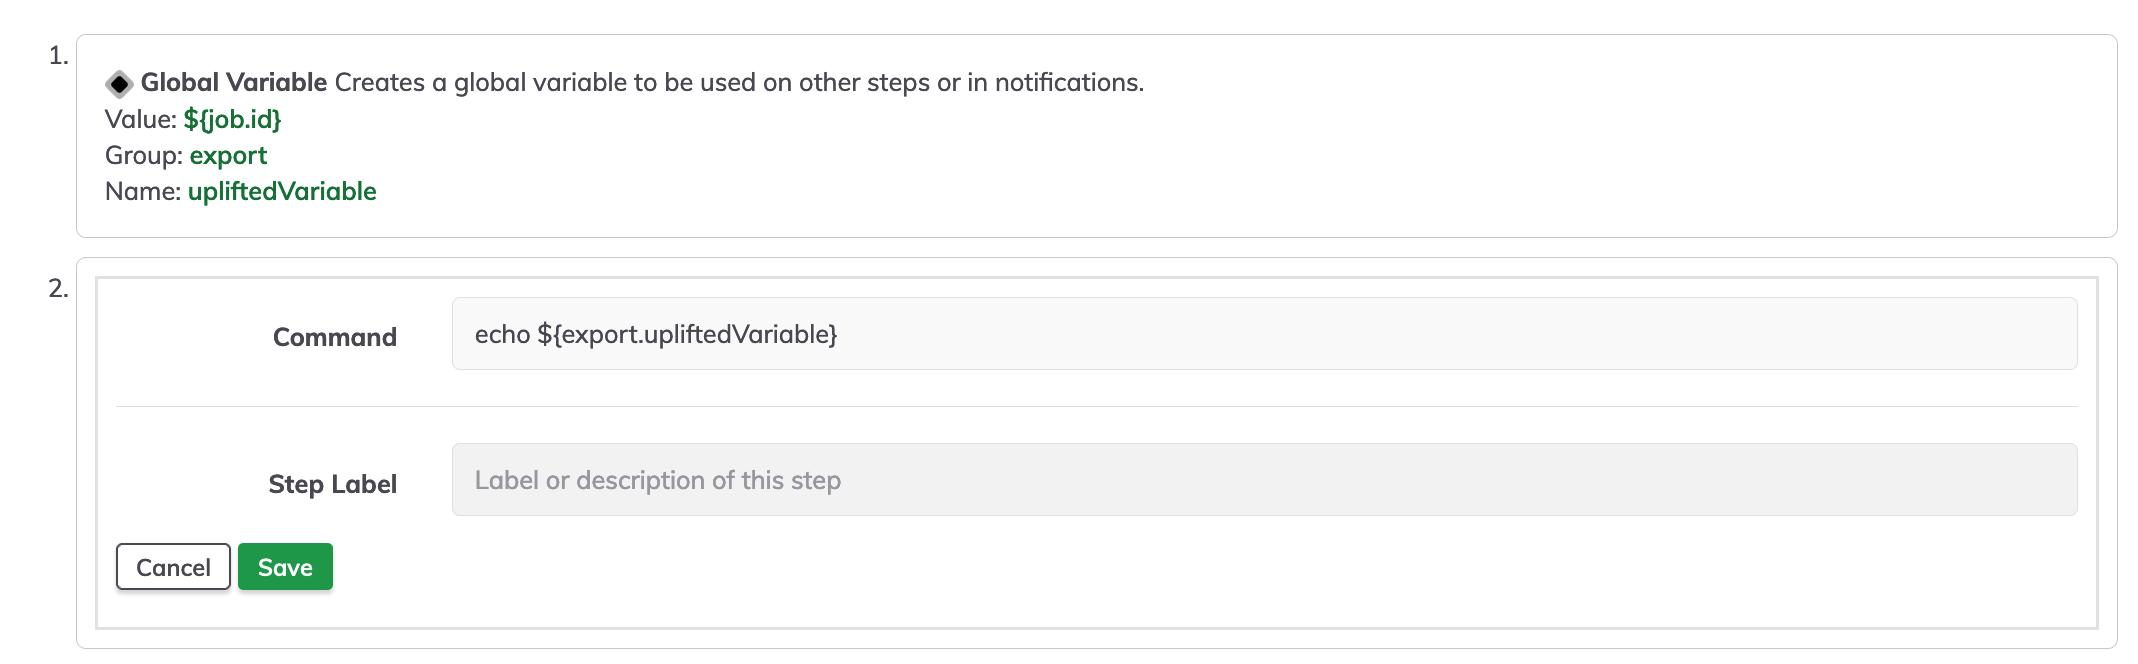 1.
Global Variable Creates a global variable to be used on other steps or in notifications.
Value: ${job.id}
Group: export
Name: upliftedVariable
2.
Command echo ${export.upliftedVariable}
Step Label Label or description of this step
Cancel Save